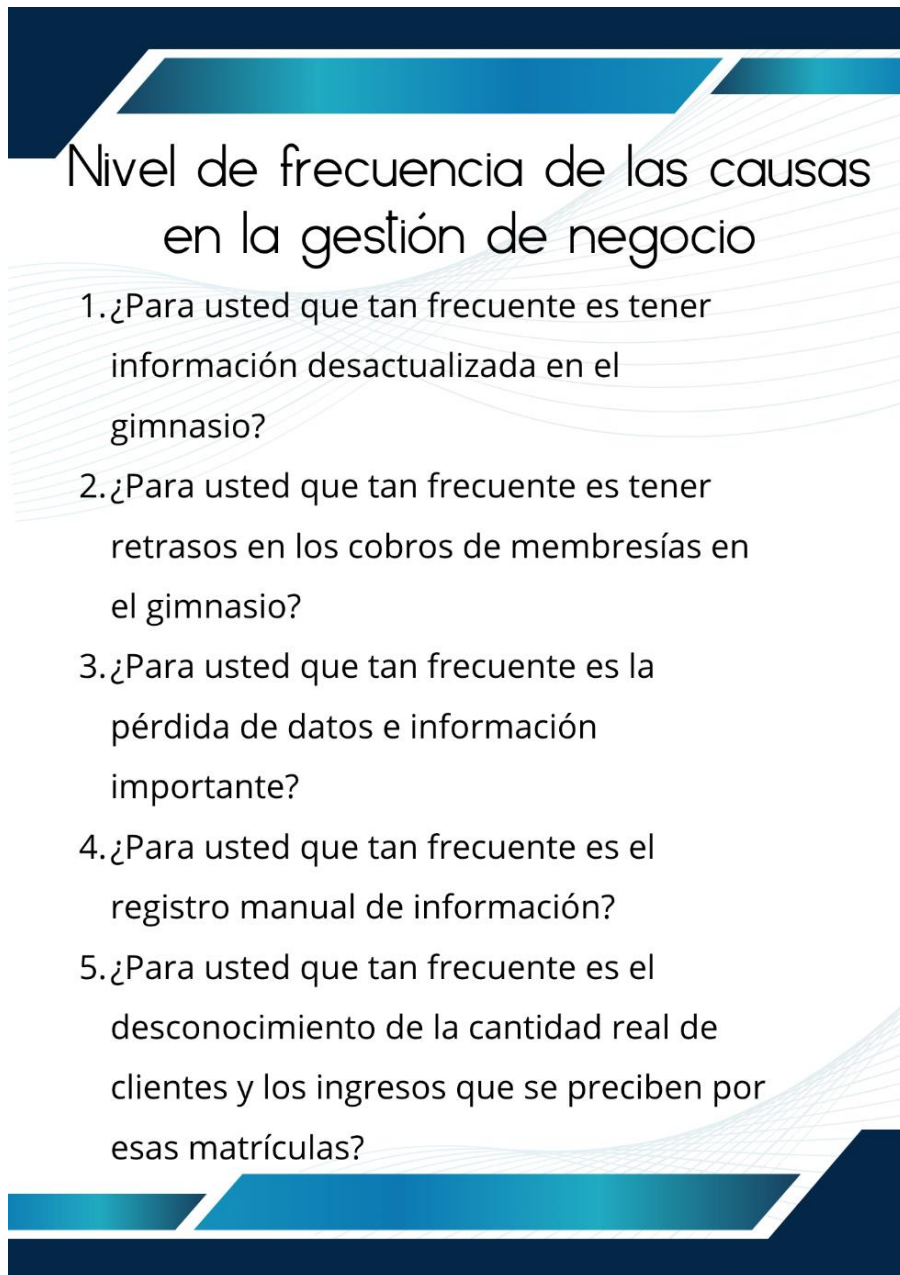 Nivel de frecuencia de las causas
en la gestión de negocio
1. ¿Para usted que tan frecuente es tener
información desactualizada en el
gimnasio?
2. ¿Para usted que tan frecuente es tener
retrasos en los cobros de membresías en
el gimnasio?
3. ¿Para usted que tan frecuente es la
pérdida de datos e información
importante?
4. ¿Para usted que tan frecuente es el
registro manual de información?
5. ¿Para usted que tan frecuente es el
desconocimiento de la cantidad real de
clientes y los ingresos que se preciben por
esas matrículas?